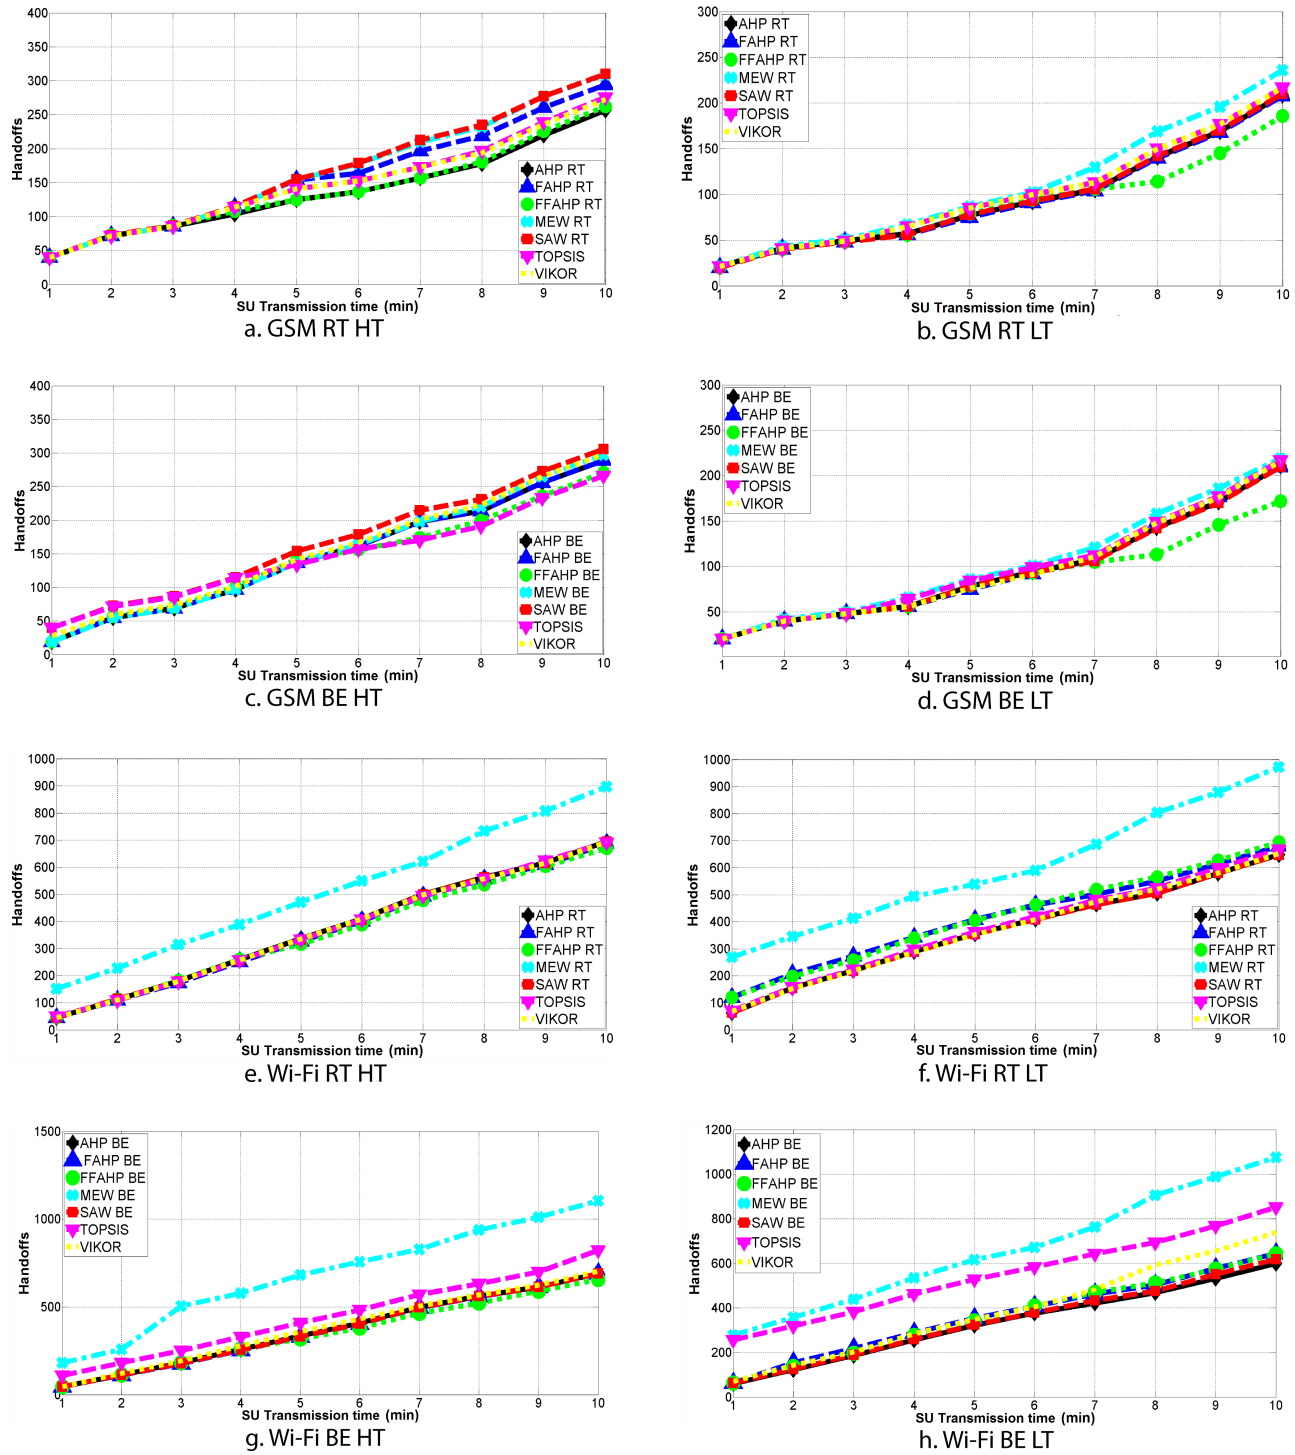 400
350
300
250
200
150
100
50
0
Handoffs
AHP RT
FAHP RT
FFAHP RT
MEW RT
SAW RT
TOPSIS
VIKOR
1 2 3 4 5 6 7 8 9 10
SU Transmission time (min)
a. GSM RT HT
300
250
200
150
100
50
0
Handoffs
AHP RT
FAHP RT
FFAHP RT
MEW RT
SAW RT
TOPSIS
VIKOR
1 2 3 4 5 6 7 8 9 10
SU Transmission time (min)
b. GSM RT LT
400
350
300
250
200
150
100
50
0
Handoffs
AHP BE
FAHP BE
FFAHP BE
MEW BE
SAW BE
TOPSIS
VIKOR
1 2 3 4 5 6 7 8 9 10
SU Transmission time (min)
c. GSM BE HT
300
250
200
150
100
50
Handoffs
AHP BE
FAHP BE
FFAHP BE
MEW BE
SAW BE
TOPSIS
VIKOR
1 2 3 4 5 6 7 8 9 10
SU Transmission time (min)
d. GSM BE LT
1000
900
800
700
600
500
400
300
200
100
0
Handoffs
AHP RT
FAHP RT
FFAHP RT
MEW RT
SAW RT
TOPSIS
VIKOR
1 2 3 4 5 6 7 8 9 10
SU Transmission time (min)
e. Wi-Fi RT HT
1000
900
800
700
600
500
400
300
200
100
0
Handoffs
AHP RT
FAHP RT
FFAHP RT
MEW RT
SAW RT
TOPSIS
VIKOR
1 2 3 4 5 6 7 8 9 10
SU Transmission time (min)
f. Wi-Fi RT LT
1500
1000
500
0
Handoffs
AHP BE
FAHP BE
FFAHP BE
MEW BE
SAW BE
TOPSIS
VIKOR
1 2 3 4 5 6 7 8 9 10
SU Transmission time (min)
g. Wi-Fi BE HT
1200
1000
800
600
400
200
0
Handoffs
AHP BE
FAHP BE
FFAHP BE
MEW BE
SAW BE
TOPSIS
VIKOR
1 2 3 4 5 6 7 8 9 10
SU Transmission time (min)
h. Wi-Fi BE LT